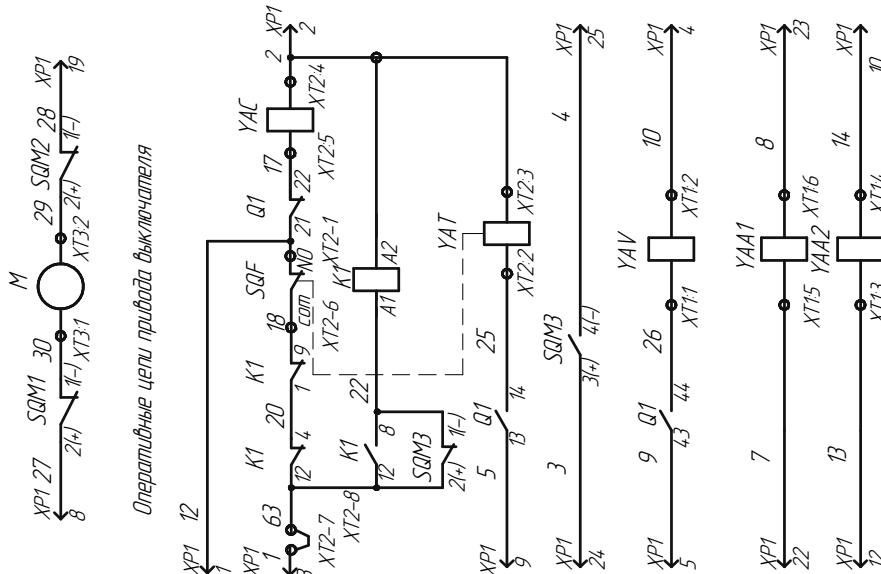 M
XP1 27
8
SQM1
2(+)
1(-)
30
XT3:1
XT3:2
29
SQM2
2(+)
1(-)
28
XP1
19
Оперативные цепи привода выключателя
XP1
1
12
XP1
1
3
XT2-7
63
XT2-8
12
K1
4
20
1
K1
9
18
com
XT2-6
SQF
NO
XT2-1
21
Q1
22
17
XT2:5
YAC
XT2:4
2
XP1
2
12
K1
8
22
A1
K1
A2
2(+)
SQM3
1(-)
XP1
9
5
13
Q1
14
25
XT2:2
YAT
XT2:3
XP1
24
3
3(+)
SQM3
4(-)
4
XP1
25
XP1
5
9
43
Q1
44
26
XT1:1
YAV
XT1:2
10
XP1
4
XP1
22
7
XT1:5
YAA1
XT1:6
8
XP1
23
12
13
XT1:3
YAA2
XT1:4
14
10